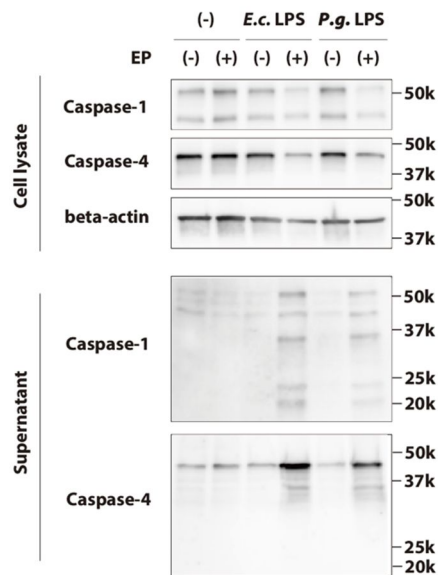 (-) E.c. LPS P.g. LPS
EP (-) (+) (-) (+) (-) (+)
Cell lysate
Caspase-1
50k
Caspase-4
50k
37k
beta-actin
50k
37k
Supernatant
Caspase-1
50k
37k
25k
20k
Caspase-4
50k
37k
25k
20k